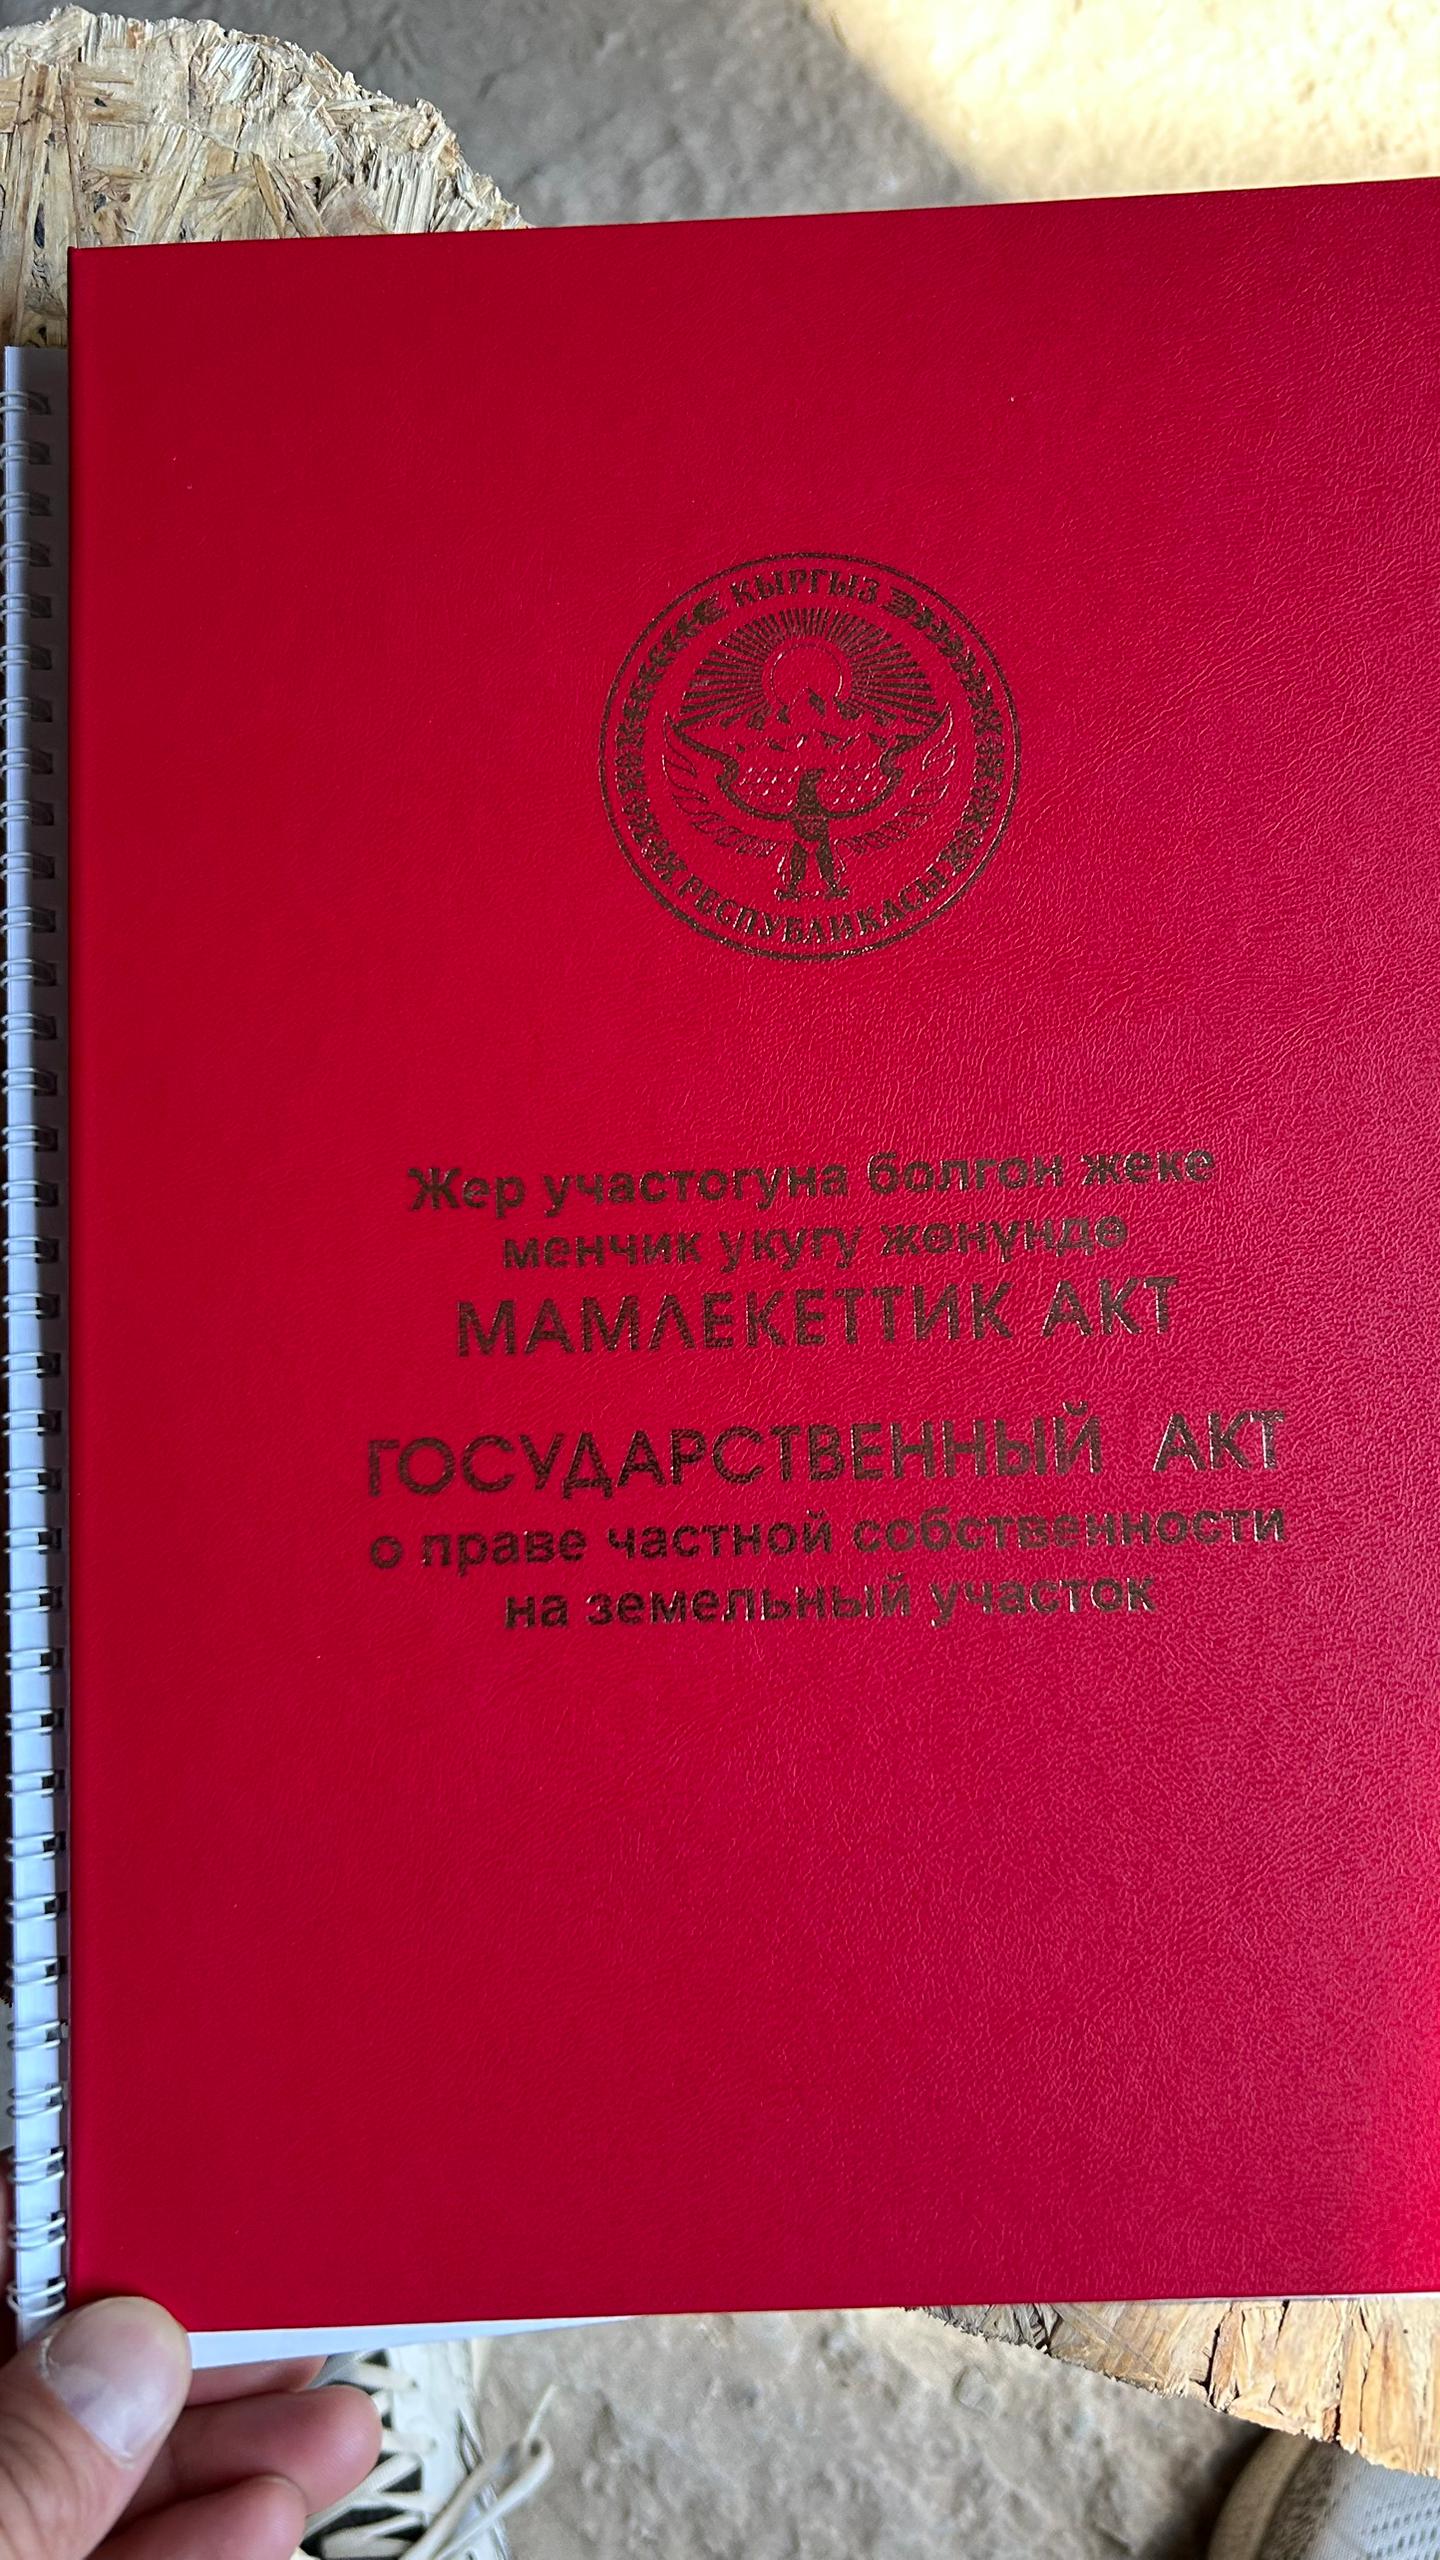 КЫРГЫЗ
РЕСПУБЛИКАСЫ
Жер участогуна болгон жеке
менчик укугу жөнүндө
МАМЛЕКЕТТИК АКТ
ГОСУДАРСТВЕННЫЙ АКТ
о праве частной собственности
на земельный участок